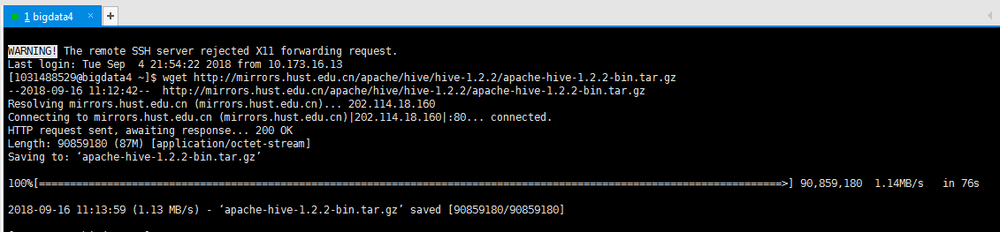 1 bigdata4 × +
WARNING! The remote SSH server rejected X11 forwarding request.
Last login: Tue Sep  4 21:54:22 2018 from 10.173.16.13
[1031488529@bigdata4 ~]$ wget http://mirrors.hust.edu.cn/apache/hive/hive-1.2.2/apache-hive-1.2.2-bin.tar.gz
--2018-09-16 11:12:42--  http://mirrors.hust.edu.cn/apache/hive/hive-1.2.2/apache-hive-1.2.2-bin.tar.gz
Resolving mirrors.hust.edu.cn (mirrors.hust.edu.cn)... 202.114.18.160
Connecting to mirrors.hust.edu.cn (mirrors.hust.edu.cn)|202.114.18.160|:80... connected.
HTTP request sent, awaiting response... 200 OK
Length: 90859180 (87M) [application/octet-stream]
Saving to: ‘apache-hive-1.2.2-bin.tar.gz’
100%[========================================================================================================================>] 90,859,180  1.14MB/s   in 76s
2018-09-16 11:13:59 (1.13 MB/s) - ‘apache-hive-1.2.2-bin.tar.gz’ saved [90859180/90859180]